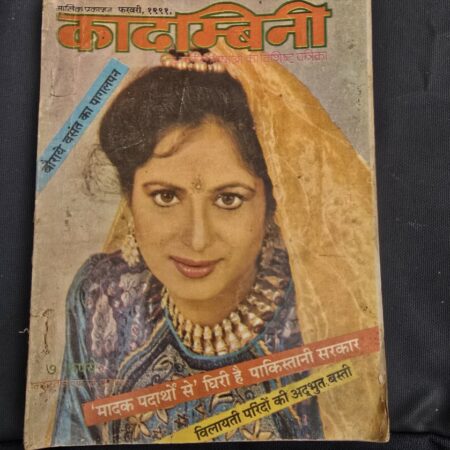 मासिक प्रकाशन फरवरी, १९९१.
कादम्बिनी
बौराये वसंत का पागलपन
'मादक पदार्थों से' घिरी है पाकिस्तानी सरकार
विलायती परिंदों की अद्भुत बस्ती